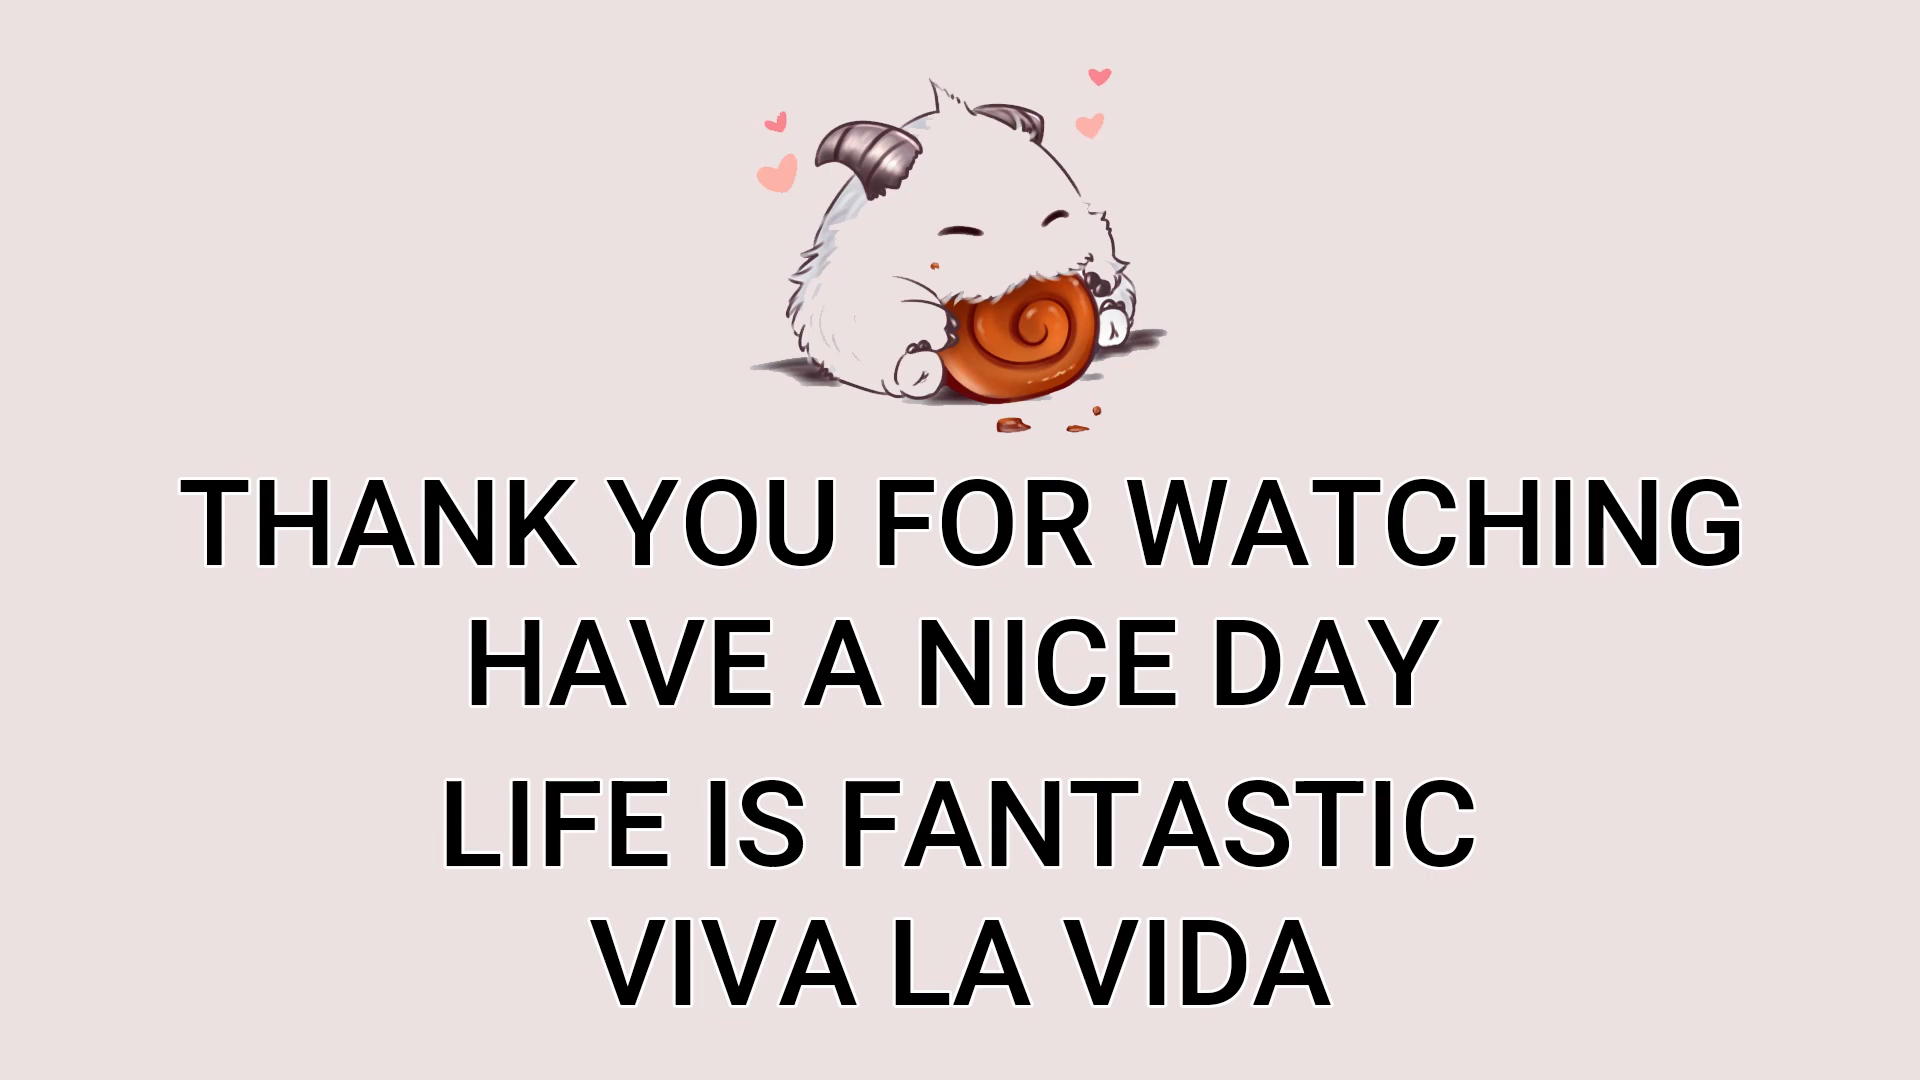 THANK YOU FOR WATCHING
HAVE A NICE DAY
LIFE IS FANTASTIC
VIVA LA VIDA